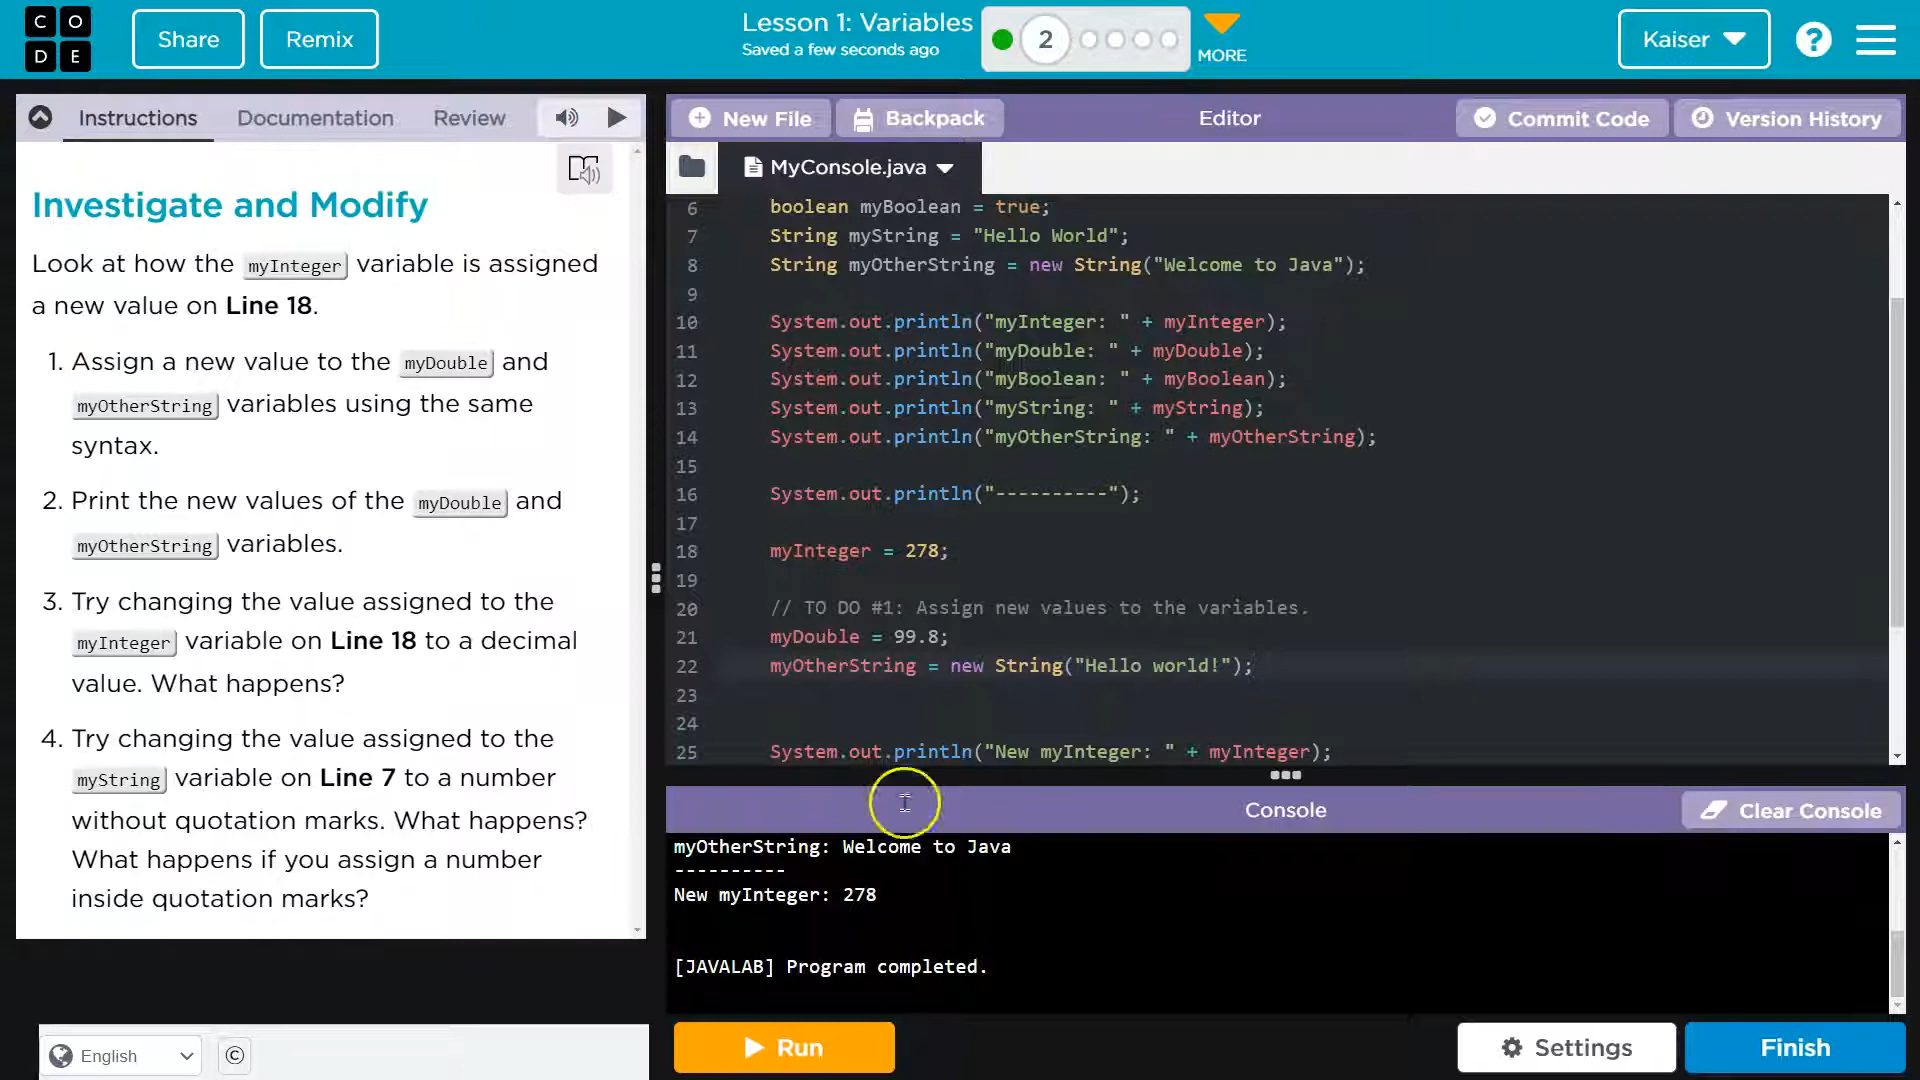 C O
D E
Share
Remix
Lesson 1: Variables
Saved a few seconds ago
2
MORE
Kaiser
?
Instructions
Documentation
Review
New File
Backpack
Editor
Commit Code
Version History
MyConsole.java
Investigate and Modify
Look at how the myInteger variable is assigned
a new value on Line 18.
1. Assign a new value to the myDouble and
myOtherString variables using the same
syntax.
2. Print the new values of the myDouble and
myOtherString variables.
3. Try changing the value assigned to the
myInteger variable on Line 18 to a decimal
value. What happens?
4. Try changing the value assigned to the
myString variable on Line 7 to a number
without quotation marks. What happens?
What happens if you assign a number
inside quotation marks?
6 boolean myBoolean = true;
7 String myString = "Hello World";
8 String myOtherString = new String("Welcome to Java");
9
10 System.out.println("myInteger: " + myInteger);
11 System.out.println("myDouble: " + myDouble);
12 System.out.println("myBoolean: " + myBoolean);
13 System.out.println("myString: " + myString);
14 System.out.println("myOtherString: " + myOtherString);
15
16 System.out.println("----------");
17
18 myInteger = 278;
19
20 // TO DO #1: Assign new values to the variables.
21 myDouble = 99.8;
22 myOtherString = new String("Hello world!");
23
24
25 System.out.println("New myInteger: " + myInteger);
Console
Clear Console
myOtherString: Welcome to Java
----------
New myInteger: 278
[JAVALAB] Program completed.
English
©
Run
Settings
Finish